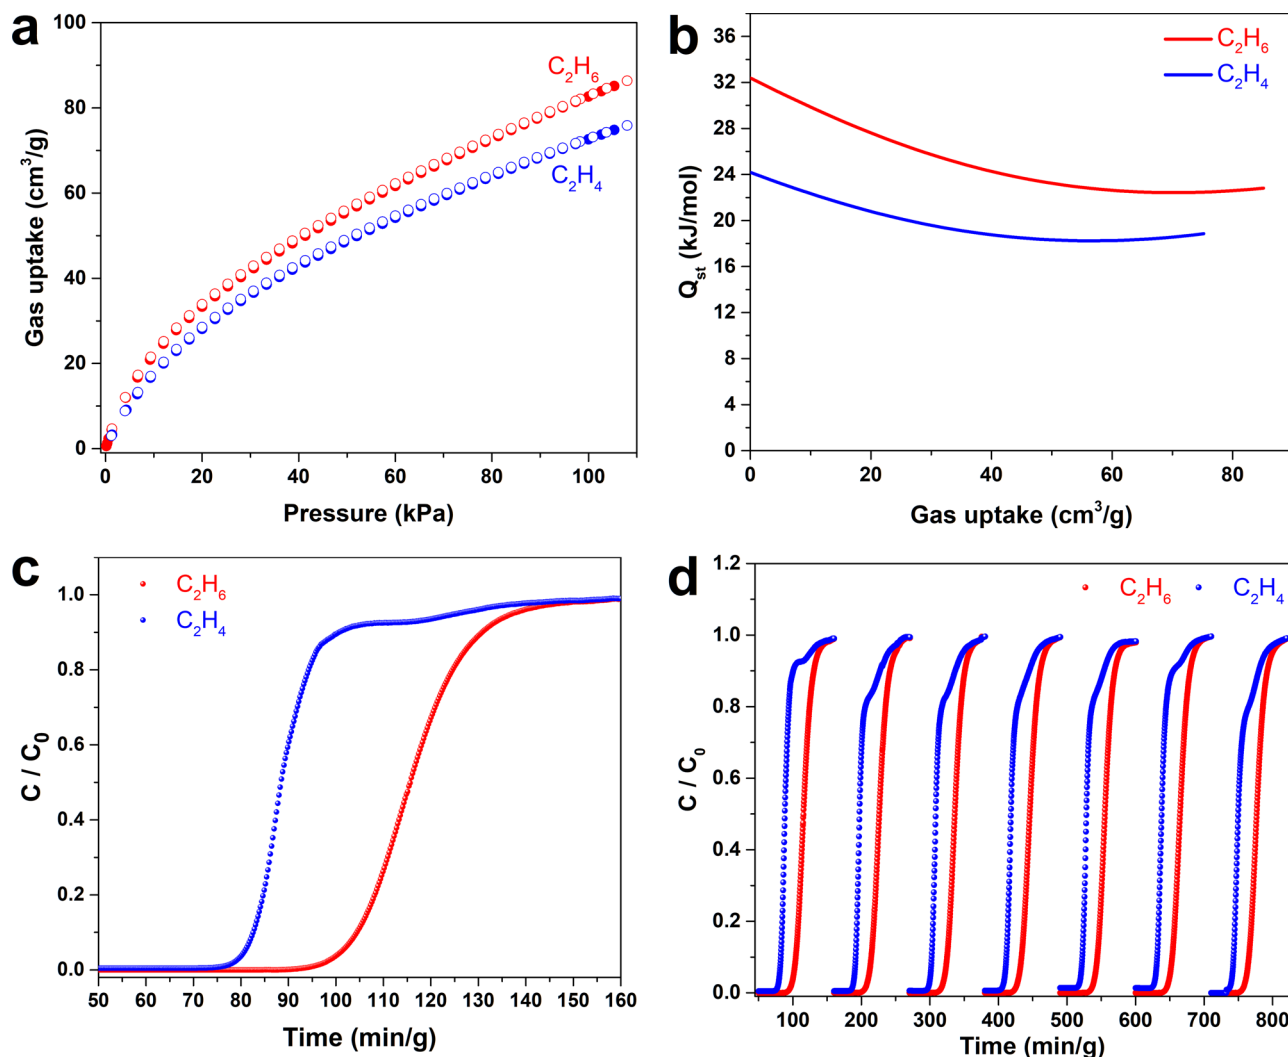 a
100
80
60
40
20
0
Gas uptake (cm³/g)
C₂H₆
C₂H₄
0 20 40 60 80 100
Pressure (kPa)
b
36
32
28
24
20
16
12
8
4
0
Qst (kJ/mol)
C₂H₆
C₂H₄
0 20 40 60 80
Gas uptake (cm³/g)
c
1.0
0.8
0.6
0.4
0.2
0.0
C / C₀
C₂H₆
C₂H₄
50 60 70 80 90 100 110 120 130 140 150 160
Time (min/g)
d
1.2
1.0
0.8
0.6
0.4
0.2
0.0
C / C₀
C₂H₆ C₂H₄
100 200 300 400 500 600 700 800
Time (min/g)